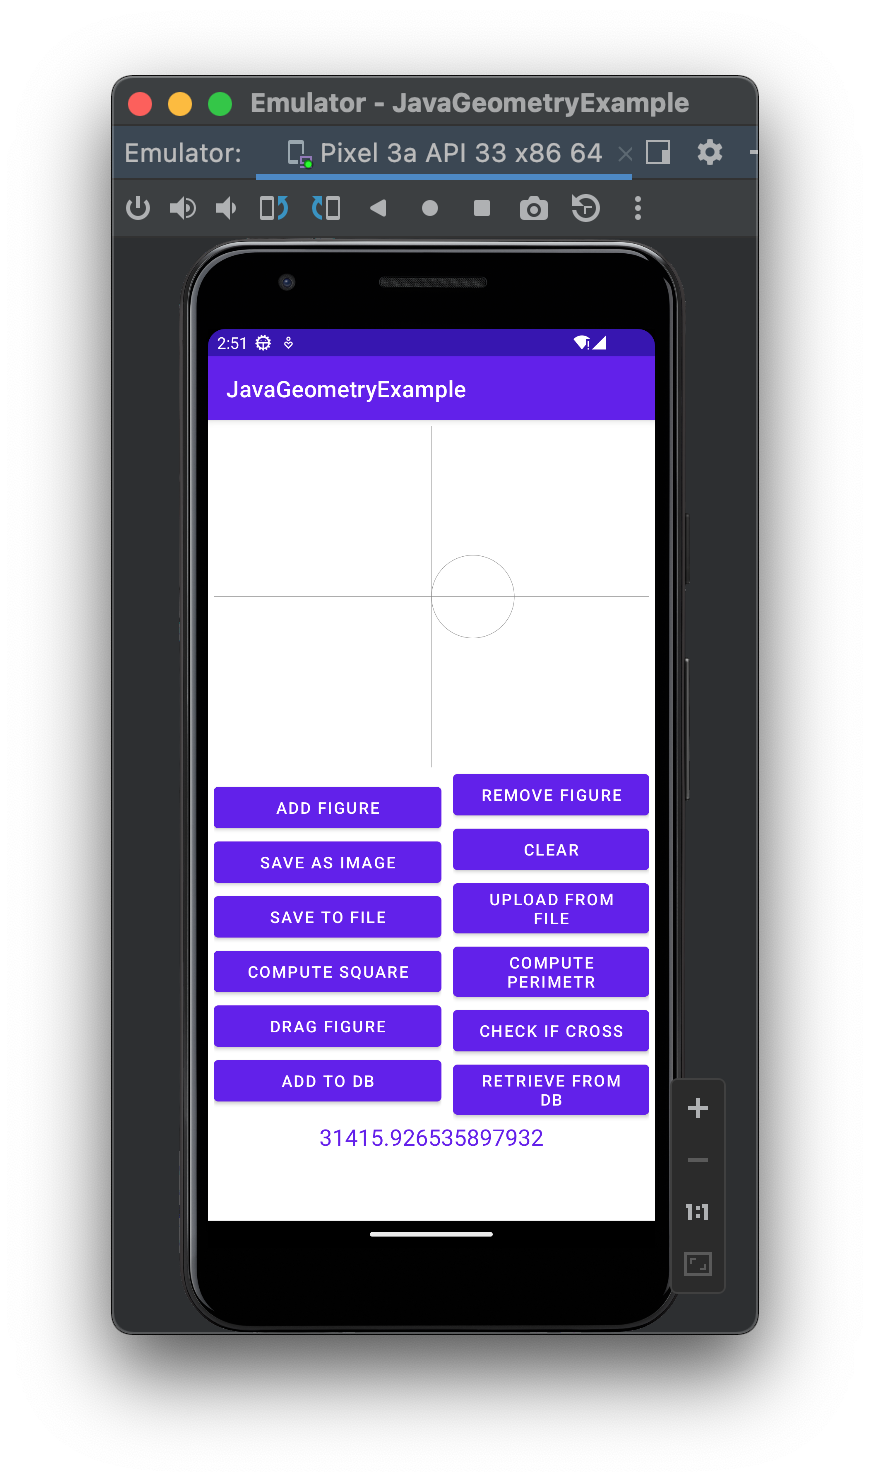 Emulator - JavaGeometryExample
Emulator:
Pixel 3a API 33 x86 64
2:51
JavaGeometryExample
ADD FIGURE
REMOVE FIGURE
SAVE AS IMAGE
CLEAR
SAVE TO FILE
UPLOAD FROM
FILE
COMPUTE SQUARE
COMPUTE
PERIMETR
DRAG FIGURE
CHECK IF CROSS
ADD TO DB
RETRIEVE FROM
DB
31415.926535897932
1:1